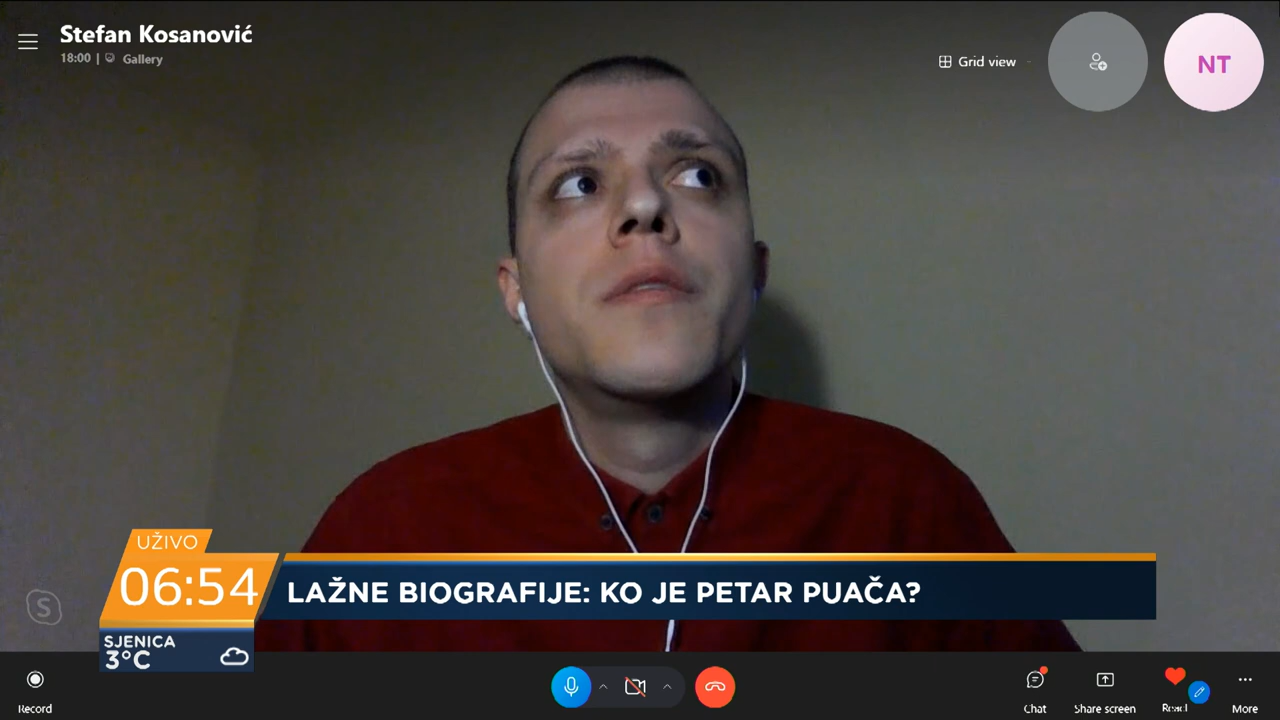 Stefan Kosanović
18:00 | Gallery
Grid view
NT
UŽIVO
06:54
LAŽNE BIOGRAFIJE: KO JE PETAR PUAČA?
SJENICA
3°C
S
Record
Chat
Share screen
More